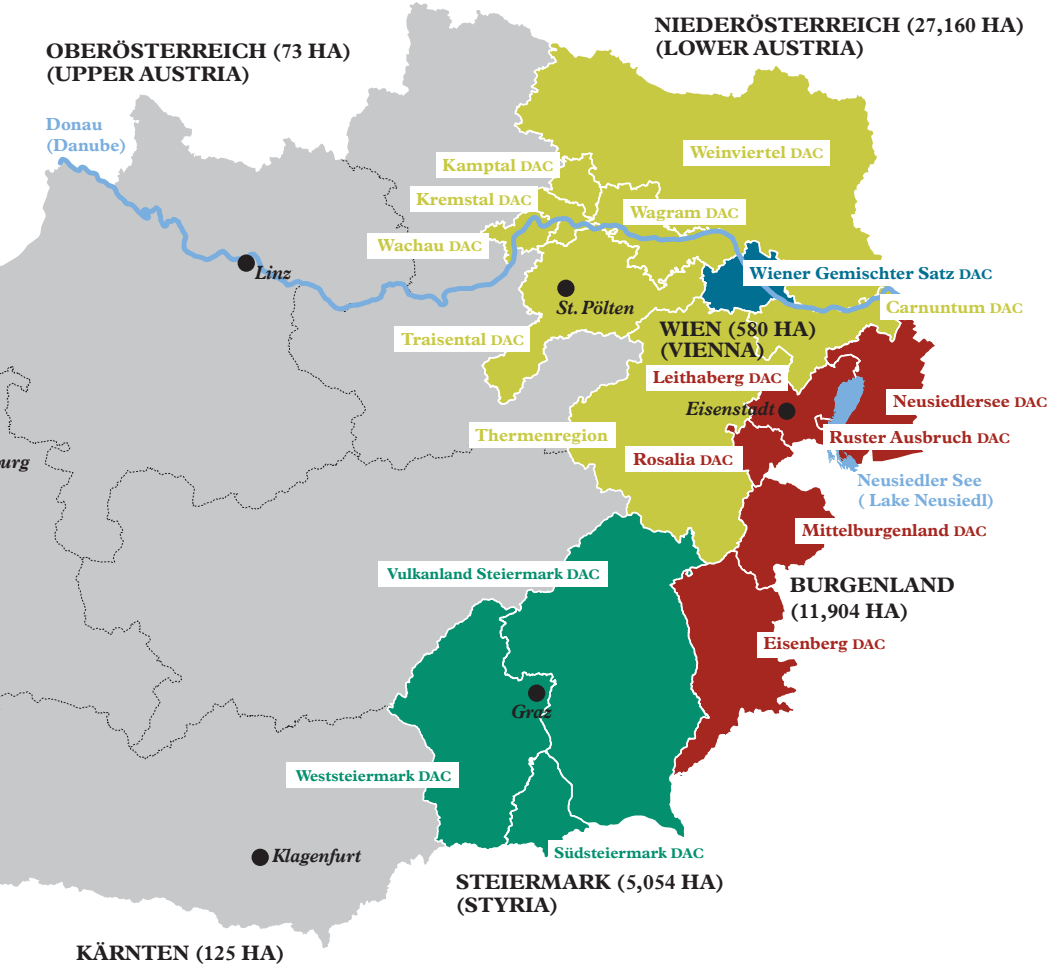 NIEDERÖSTERREICH (27,160 HA)
(LOWER AUSTRIA)
OBERÖSTERREICH (73 HA)
(UPPER AUSTRIA)
Donau
(Danube)
Kamptal DAC
Weinviertel DAC
Kremstal DAC
Wagram DAC
Wachau DAC
Linz
Wiener Gemischter Satz DAC
St. Pölten
Carnuntum DAC
Traisental DAC
WIEN (580 HA)
(VIENNA)
Leithaberg DAC
Eisenstadt
Neusiedlersee DAC
Thermenregion
Ruster Ausbruch DAC
Rosalia DAC
urg
Neusiedler See
( Lake Neusiedl)
Mittelburgenland DAC
Vulkanland Steiermark DAC
BURGENLAND
(11,904 HA)
Eisenberg DAC
Graz
Weststeiermark DAC
Südsteiermark DAC
Klagenfurt
STEIERMARK (5,054 HA)
(STYRIA)
KÄRNTEN (125 HA)